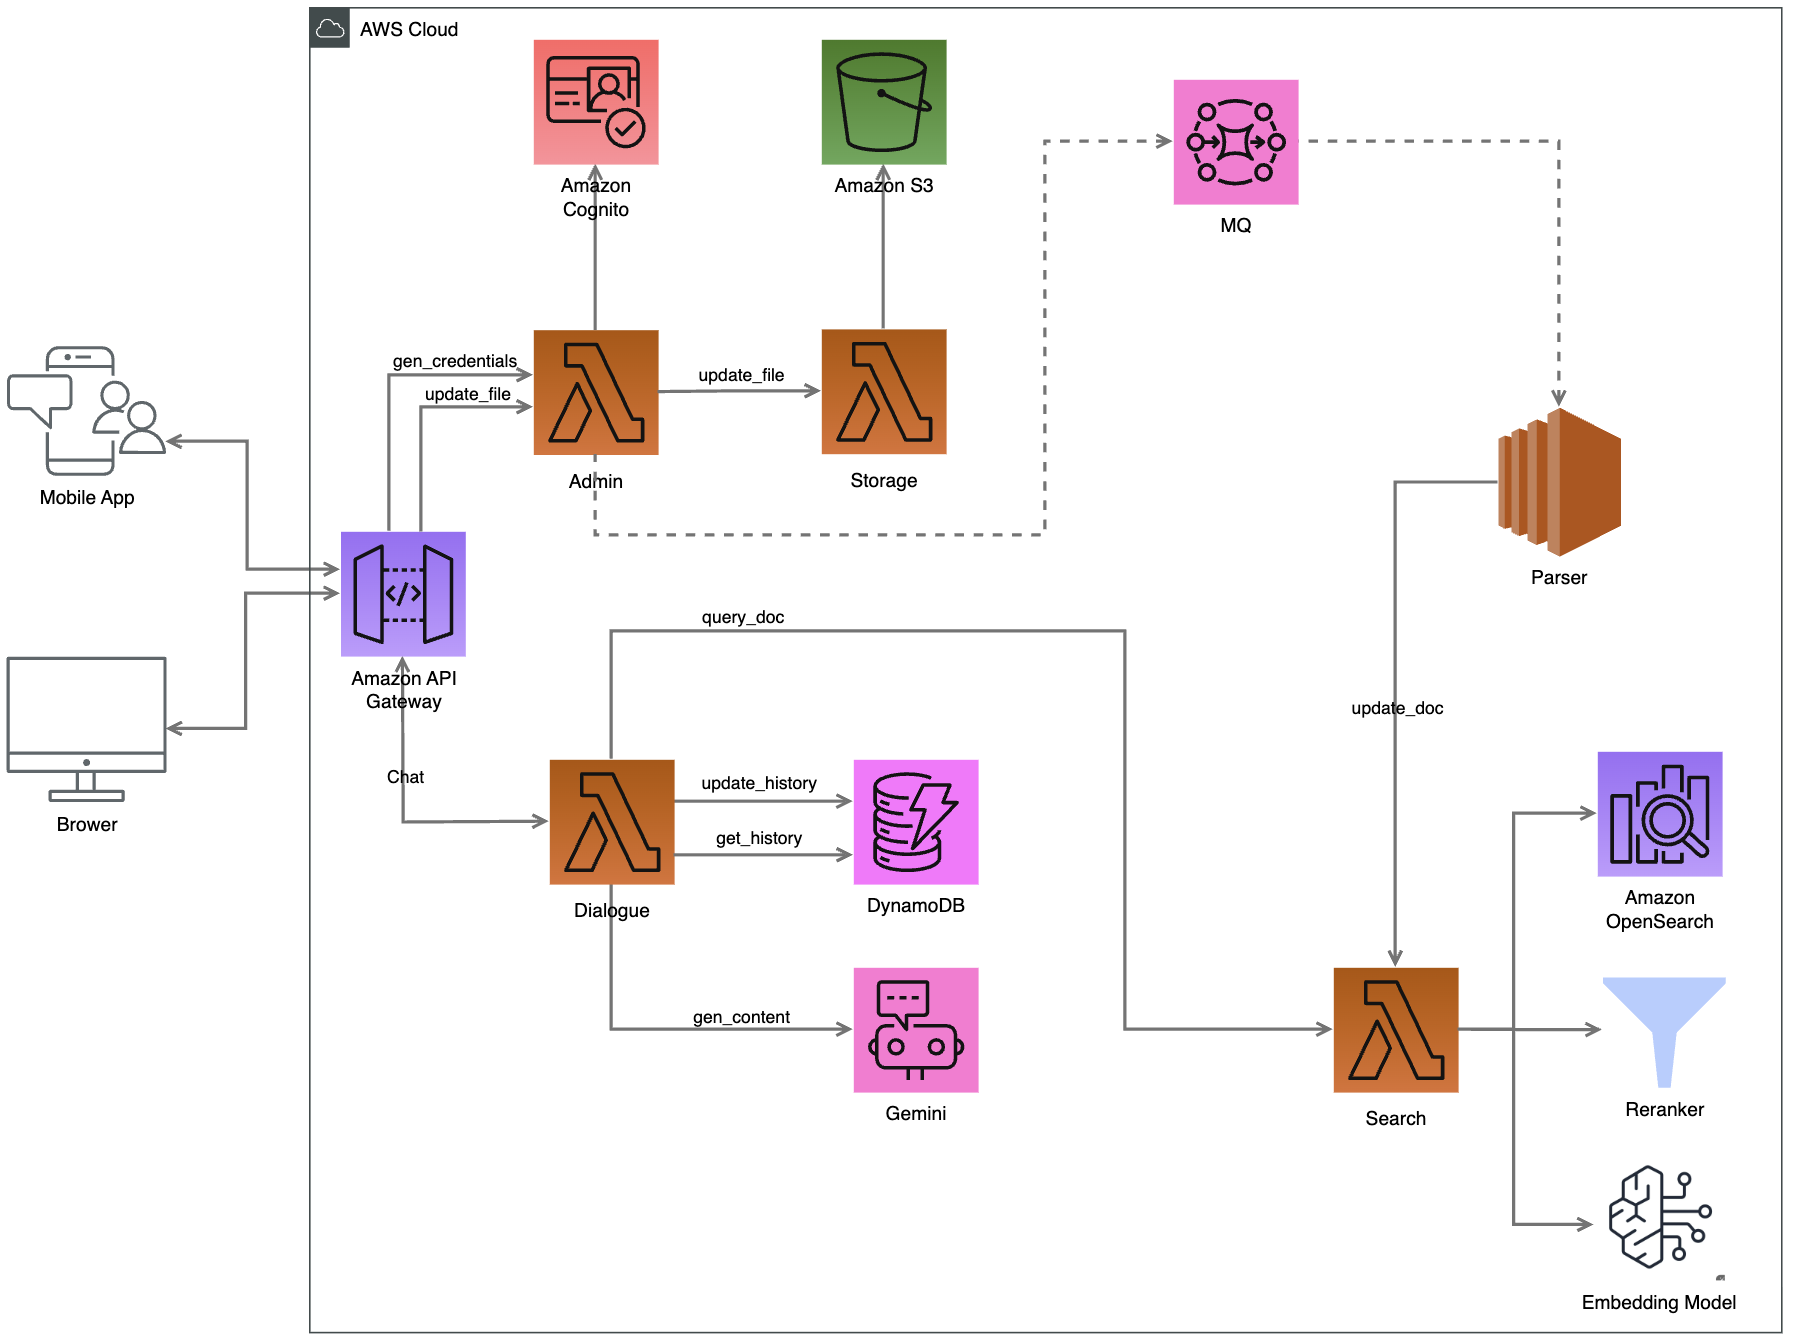 AWS Cloud
Amazon
Cognito
Amazon S3
MQ
gen_credentials
update_file
update_file
Admin
Storage
Mobile App
Parser
query_doc
Amazon API
Gateway
update_doc
Chat
update_history
get_history
Brower
Dialogue
DynamoDB
Amazon
OpenSearch
gen_content
Gemini
Search
Reranker
Embedding Model